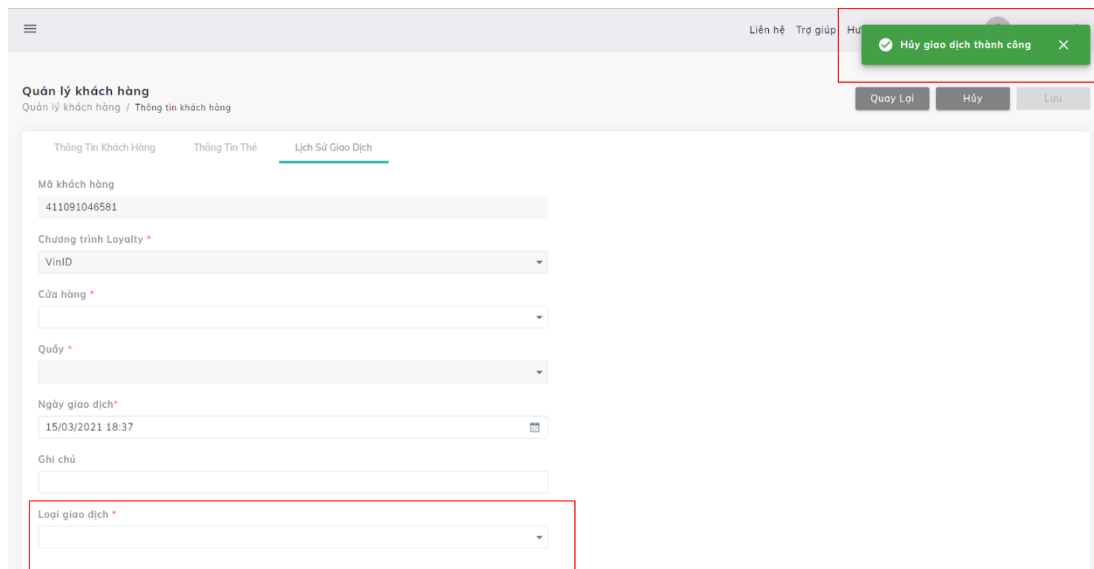 Liên hệ Trợ giúp Hư
Hủy giao dịch thành công
Quản lý khách hàng
Quản lý khách hàng / Thông tin khách hàng
Quay Lại Hủy Lưu
Thông Tin Khách Hàng Thông Tin Thẻ Lịch Sử Giao Dịch
Mã khách hàng
411091046581
Chương trình Loyalty *
VinID
Cửa hàng *
Quầy *
Ngày giao dịch*
15/03/2021 18:37
Ghi chú
Loại giao dịch *